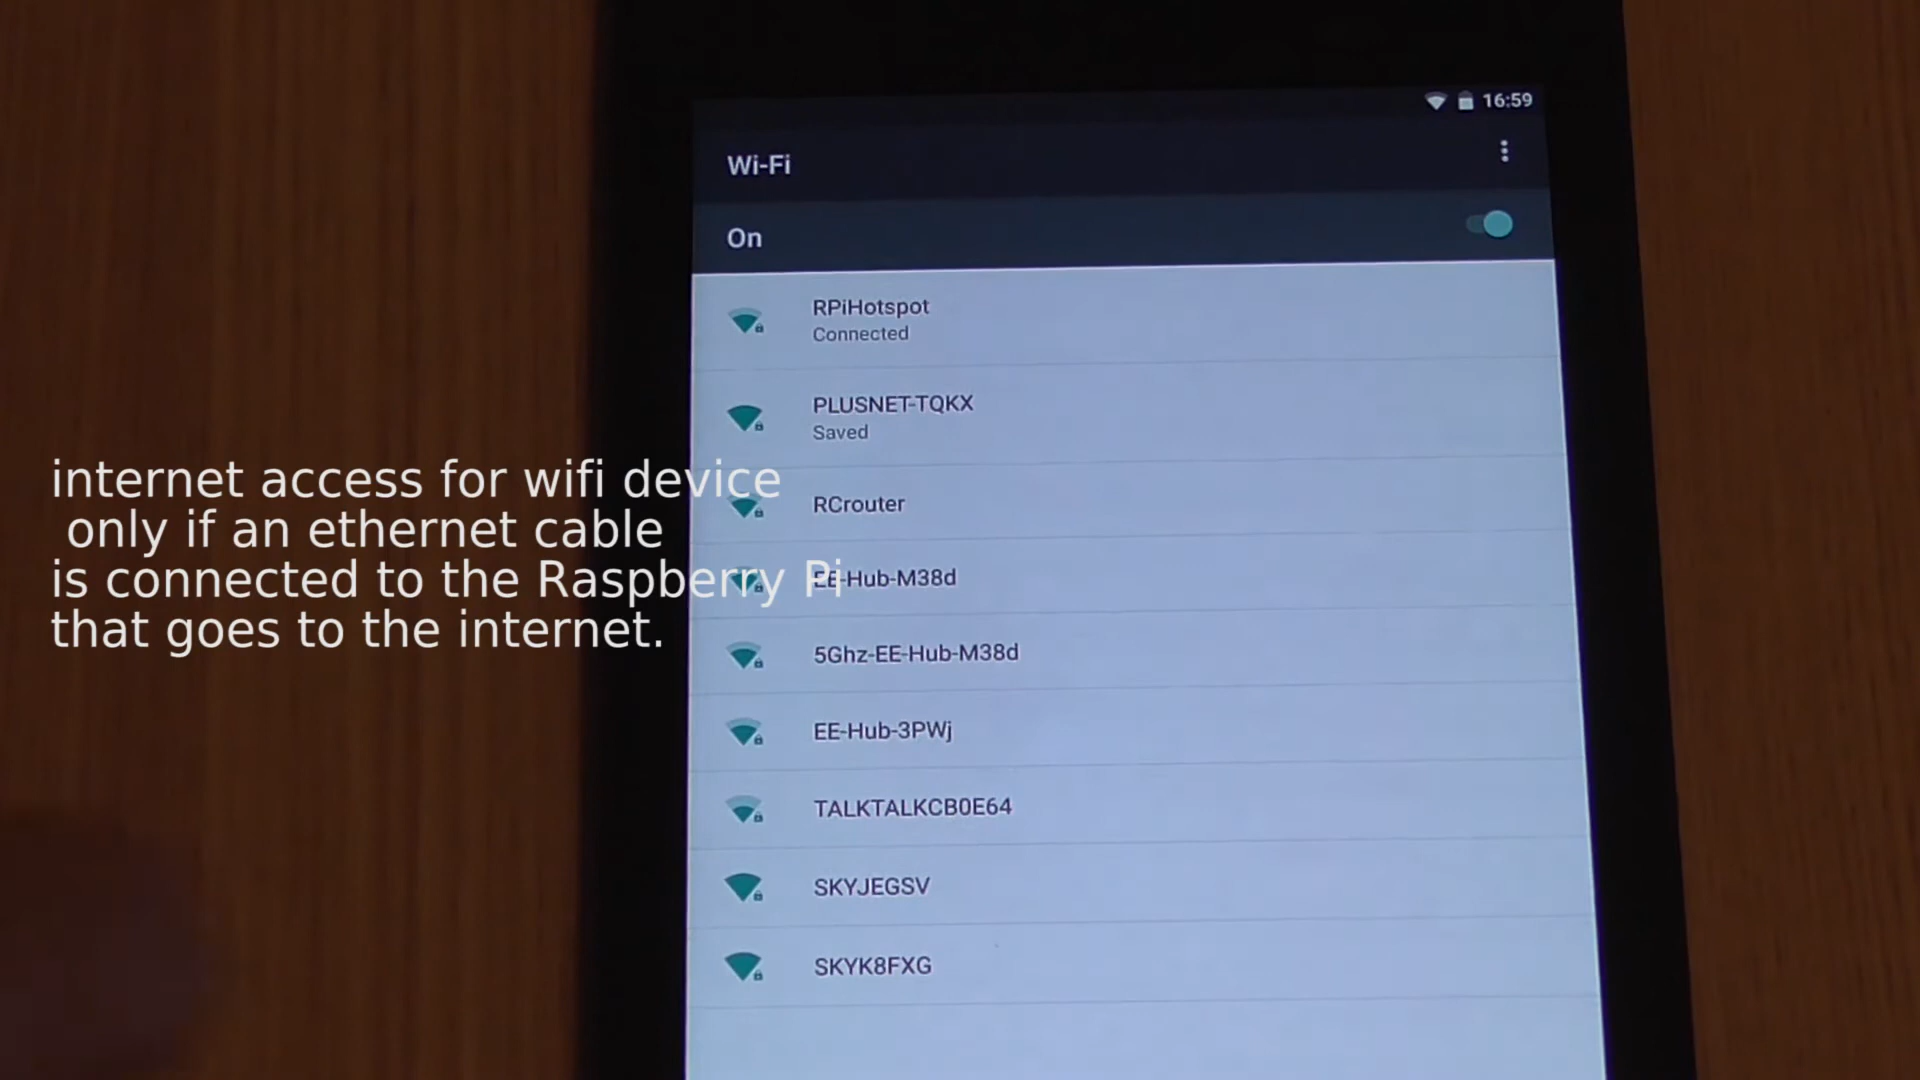 16:59
Wi-Fi
On
RPiHotspot
Connected
PLUSNET-TQKX
Saved
RCrouter
EE-Hub-M38d
5Ghz-EE-Hub-M38d
EE-Hub-3PWj
TALKTALKCB0E64
SKYJEGSV
SKYK8FXG
internet access for wifi device
only if an ethernet cable
is connected to the Raspberry Pi
that goes to the internet.